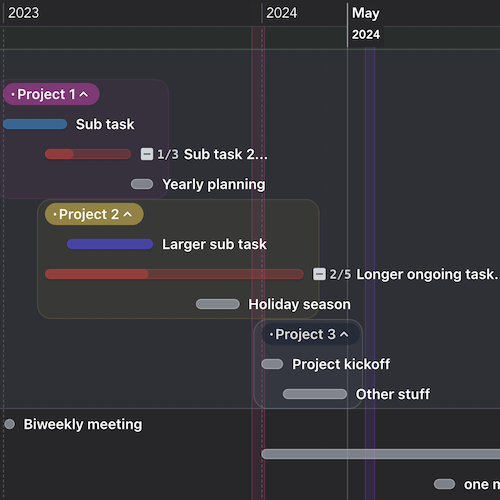 2023
2024
May
2024
Project 1
Sub task
1/3 Sub task 2...
Yearly planning
Project 2
Larger sub task
2/5 Longer ongoing task.
Holiday season
Project 3
Project kickoff
Other stuff
Biweekly meeting
one